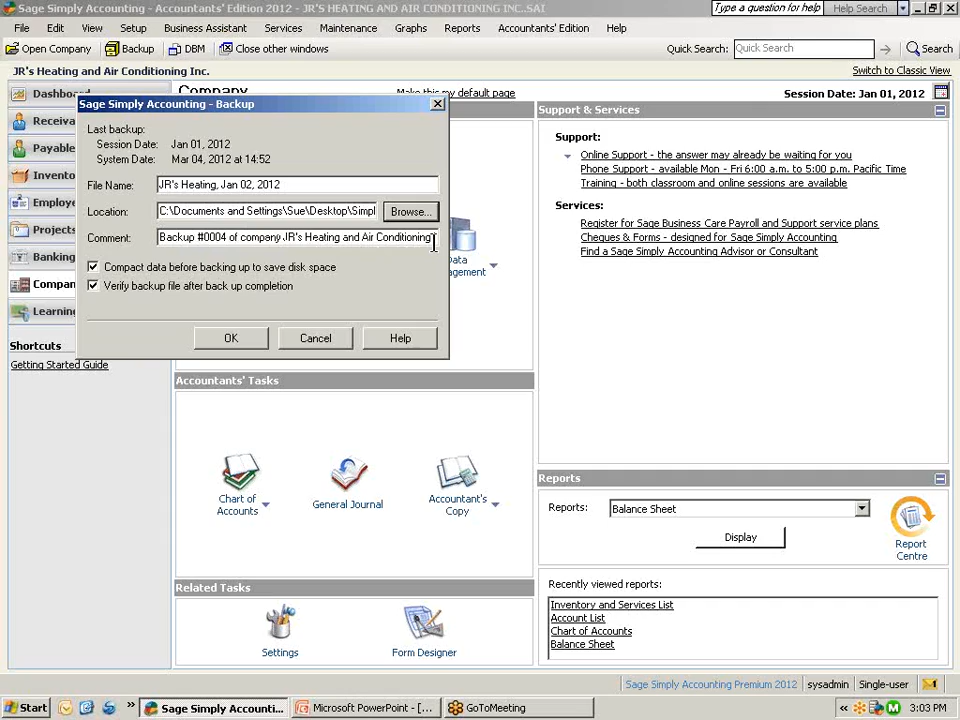 Sage Simply Accounting - Accountants' Edition 2012 - JR'S HEATING AND AIR CONDITIONING INC..SAI
Type a question for help
Help Search
File Edit View Setup Business Assistant Services Maintenance Graphs Reports Accountants' Edition Help
Open Company Backup DBM Close other windows
Quick Search: Quick Search Search
JR's Heating and Air Conditioning Inc.
Switch to Classic View
Company
Make this my default page
Session Date: Jan 01, 2012
Dashbo
Receiva
Payable
Invento
Employe
Projects
Banking
Compan
Learning
Shortcuts
Getting Started Guide
Sage Simply Accounting - Backup
Last backup:
Session Date: Jan 01, 2012
System Date: Mar 04, 2012 at 14:52
File Name: JR's Heating, Jan 02, 2012
Location: C:\Documents and Settings\Sue\Desktop\Simpl Browse...
Comment: Backup #0004 of company JR's Heating and Air Conditioning
Compact data before backing up to save disk space
Verify backup file after back up completion
OK Cancel Help
Data
agement
Accountants' Tasks
Chart of
Accounts
General Journal
Accountant's
Copy
Related Tasks
Settings
Form Designer
Support & Services
Support:
Online Support - the answer may already be waiting for you
Phone Support - available Mon - Fri 6:00 a.m. to 5:00 p.m. Pacific Time
Training - both classroom and online sessions are available
Services:
Register for Sage Business Care Payroll and Support service plans
Cheques & Forms - designed for Sage Simply Accounting
Find a Sage Simply Accounting Advisor or Consultant
Reports
Reports: Balance Sheet
Display
Report
Centre
Recently viewed reports:
Inventory and Services List
Account List
Chart of Accounts
Balance Sheet
Sage Simply Accounting Premium 2012 sysadmin Single-user
Start
Sage Simply Accounti...
Microsoft PowerPoint - [...
GoToMeeting
3:03 PM